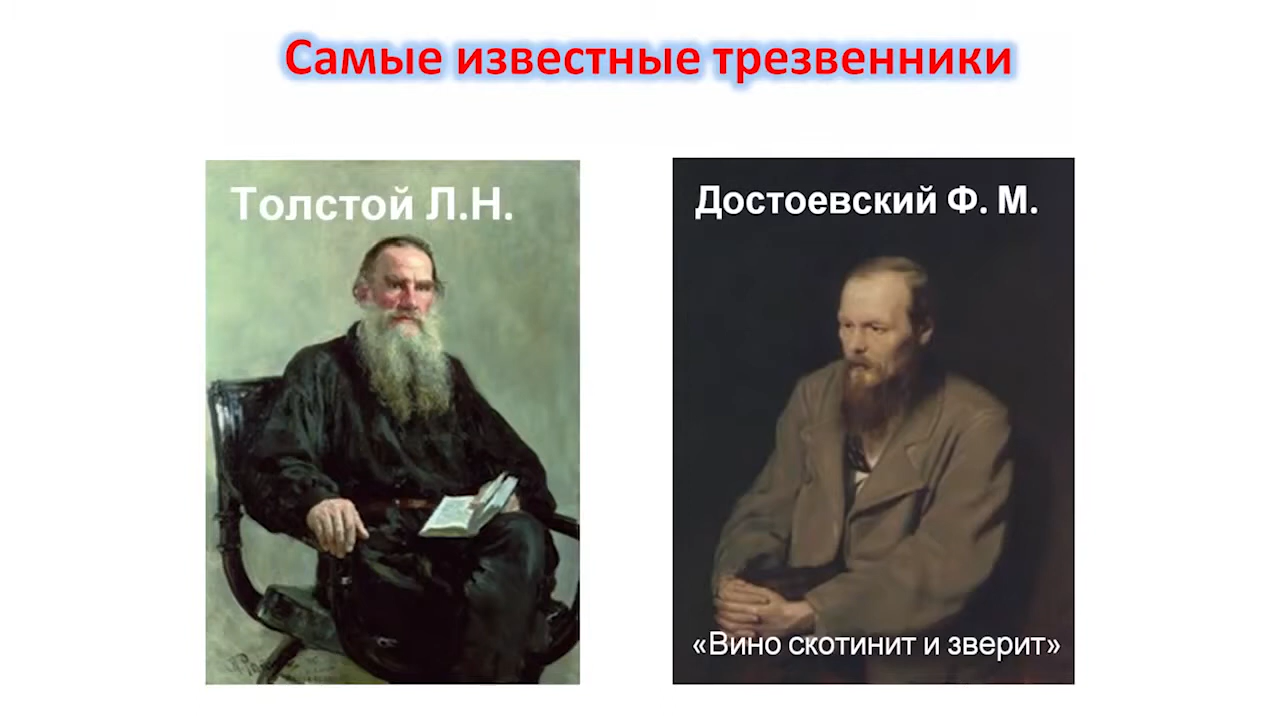 Самые известные трезвенники
Толстой Л.Н.
Достоевский Ф. М.
«Вино скотинит и зверит»